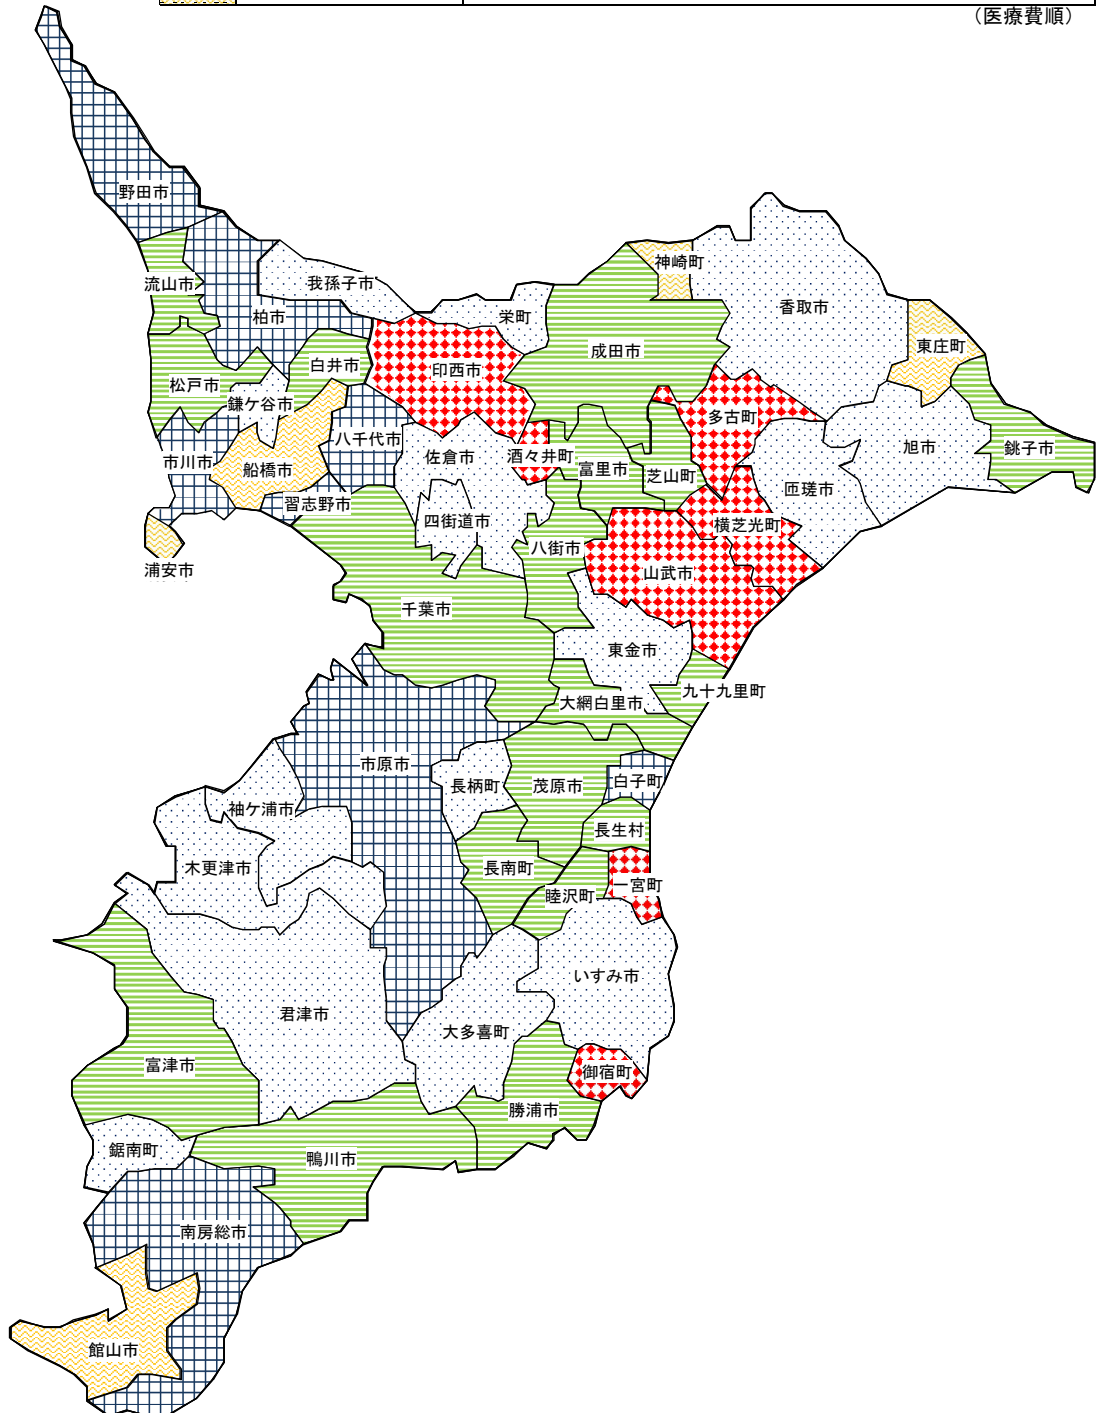 （医療費順）
野田市
流山市
我孫子市
神崎町
柏市
栄町
香取市
東庄町
成田市
白井市
印西市
松戸市
鎌ケ谷市
多古町
八千代市
銚子市
旭市
佐倉市
酒々井町
市川市
船橋市
富里市
芝山町
匝瑳市
習志野市
四街道市
横芝光町
八街市
浦安市
山武市
千葉市
東金市
九十九里町
大網白里市
市原市
長柄町
茂原市
白子町
袖ケ浦市
長生村
木更津市
長南町
一宮町
睦沢町
いすみ市
君津市
大多喜町
富津市
御宿町
勝浦市
鋸南町
鴨川市
南房総市
館山市